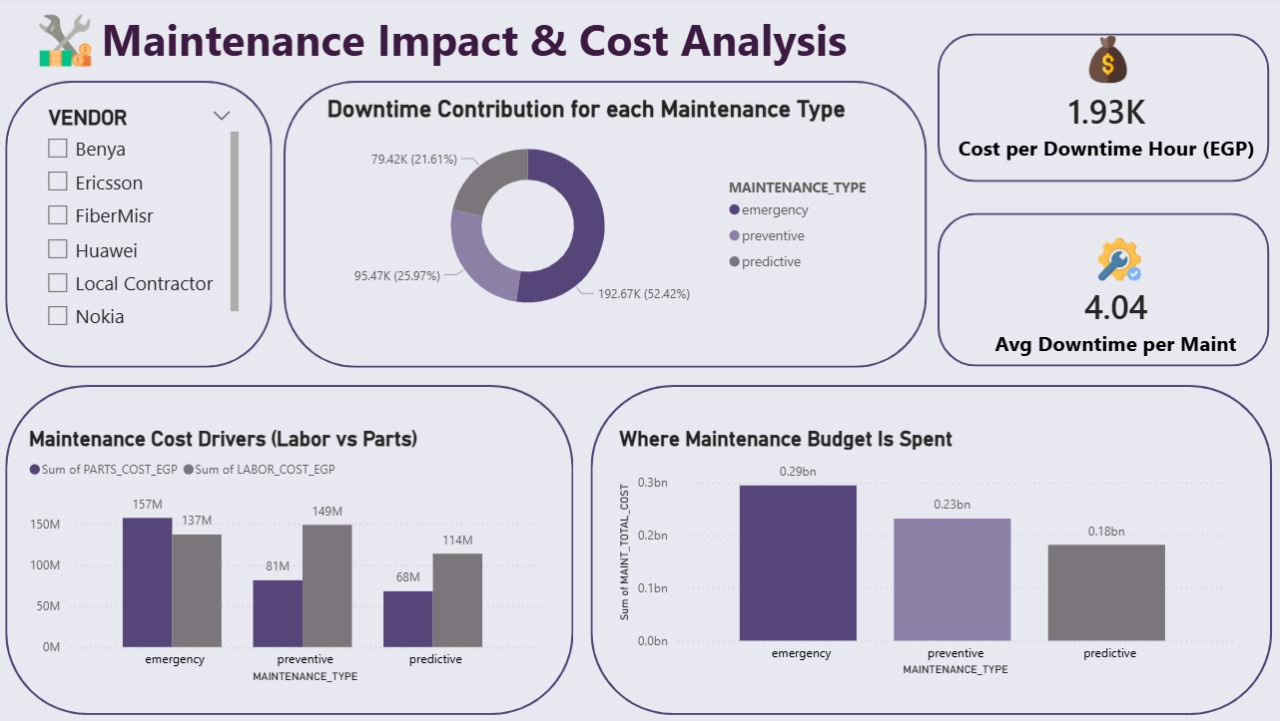 Maintenance Impact & Cost Analysis
VENDOR
Benya
Ericsson
FiberMisr
Huawei
Local Contractor
Nokia
Downtime Contribution for each Maintenance Type
79.42K (21.61%)
95.47K (25.97%)
192.67K (52.42%)
MAINTENANCE_TYPE
emergency
preventive
predictive
$
1.93K
Cost per Downtime Hour (EGP)
4.04
Avg Downtime per Maint
Maintenance Cost Drivers (Labor vs Parts)
Sum of PARTS_COST_EGP Sum of LABOR_COST_EGP
150M
100M
50M
0M
157M
137M
81M
149M
68M
114M
emergency
preventive
predictive
MAINTENANCE_TYPE
Where Maintenance Budget Is Spent
Sum of MAINT_TOTAL_COST
0.3bn
0.2bn
0.1bn
0.0bn
0.29bn
0.23bn
0.18bn
emergency
preventive
predictive
MAINTENANCE_TYPE